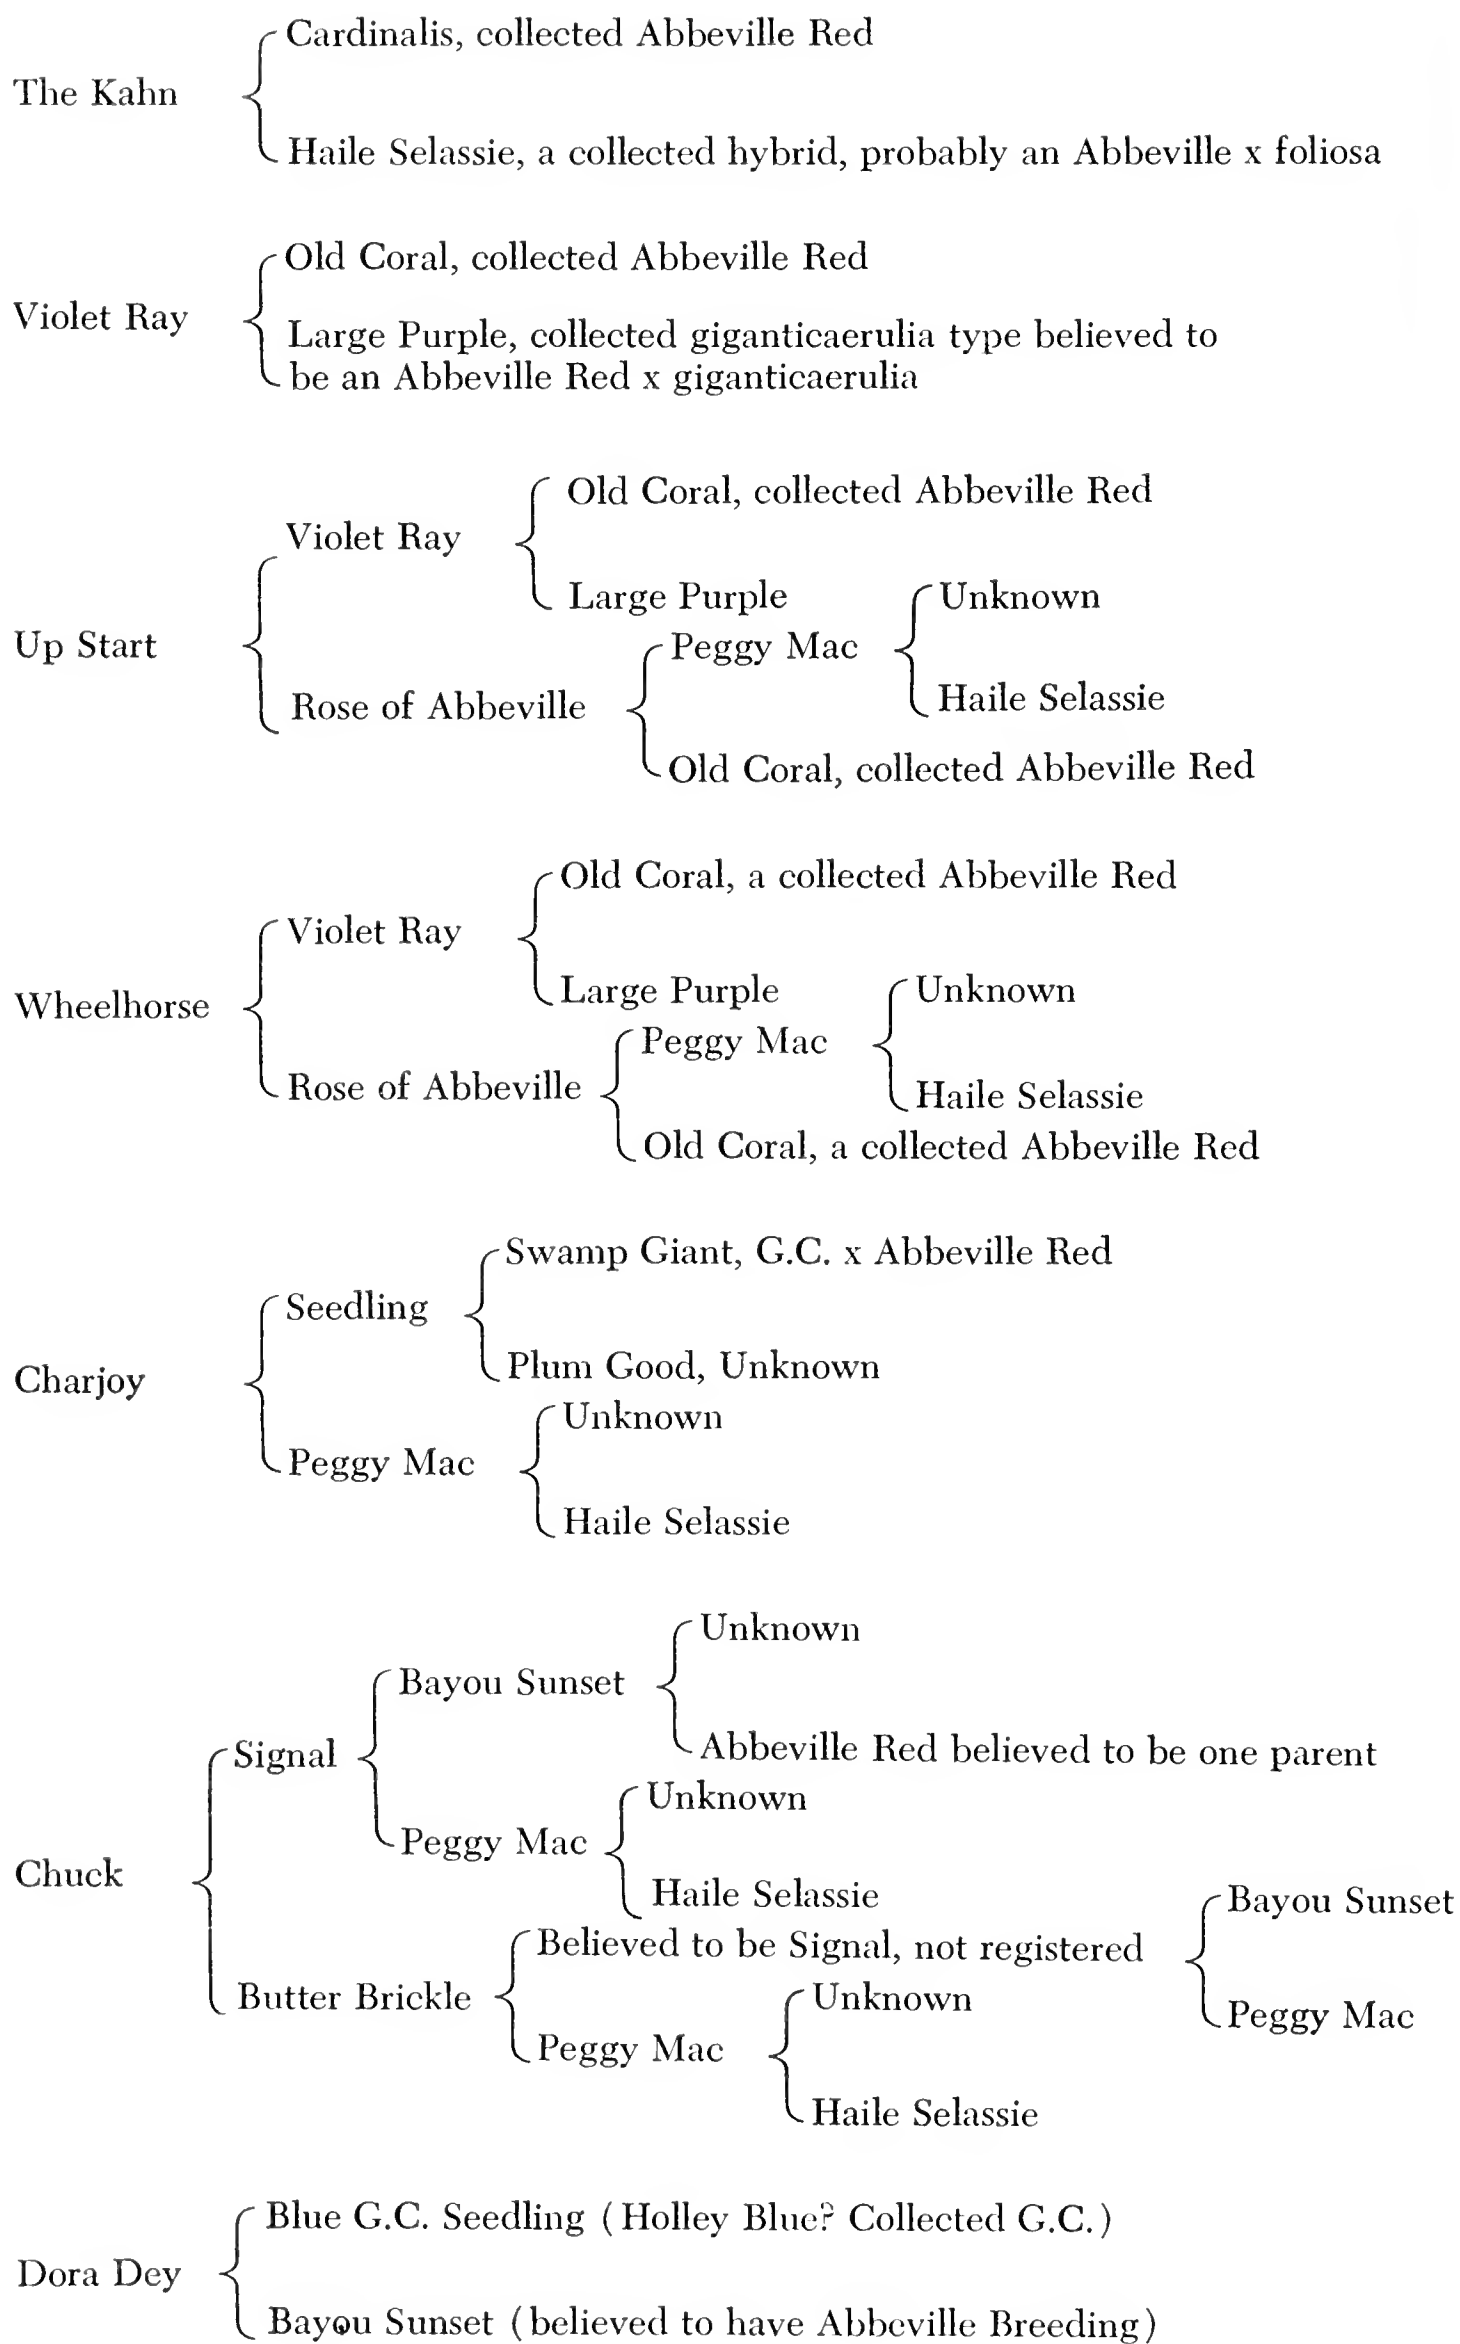 Cardinalis, collected Abbeville Red
The Kahn
Haile Selassie, a collected hybrid, probably an Abbeville x foliosa
Old Coral, collected Abbeville Red
Violet Ray
Large Purple, collected giganticaerulia type believed to
be an Abbeville Red x giganticaerulia
Old Coral, collected Abbeville Red
Violet Ray
Large Purple
Unknown
Up Start
Peggy Mac
Haile Selassie
Rose of Abbeville
Old Coral, collected Abbeville Red
Old Coral, a collected Abbeville Red
Violet Ray
Large Purple
Unknown
Wheelhorse
Peggy Mac
Rose of Abbeville
Haile Selassie
Old Coral, a collected Abbeville Red
Swamp Giant, G.C. x Abbeville Red
Seedling
Plum Good, Unknown
Charjoy
Unknown
Peggy Mac
Haile Selassie
Unknown
Bayou Sunset
Signal
Abbeville Red believed to be one parent
Unknown
Peggy Mac
Chuck
Haile Selassie
Bayou Sunset
Believed to be Signal, not registered
Butter Brickle
Unknown
Peggy Mac
Peggy Mac
Haile Selassie
Blue G.C. Seedling (Holley Blue? Collected G.C.)
Dora Dey
Bayou Sunset (believed to have Abbeville Breeding)